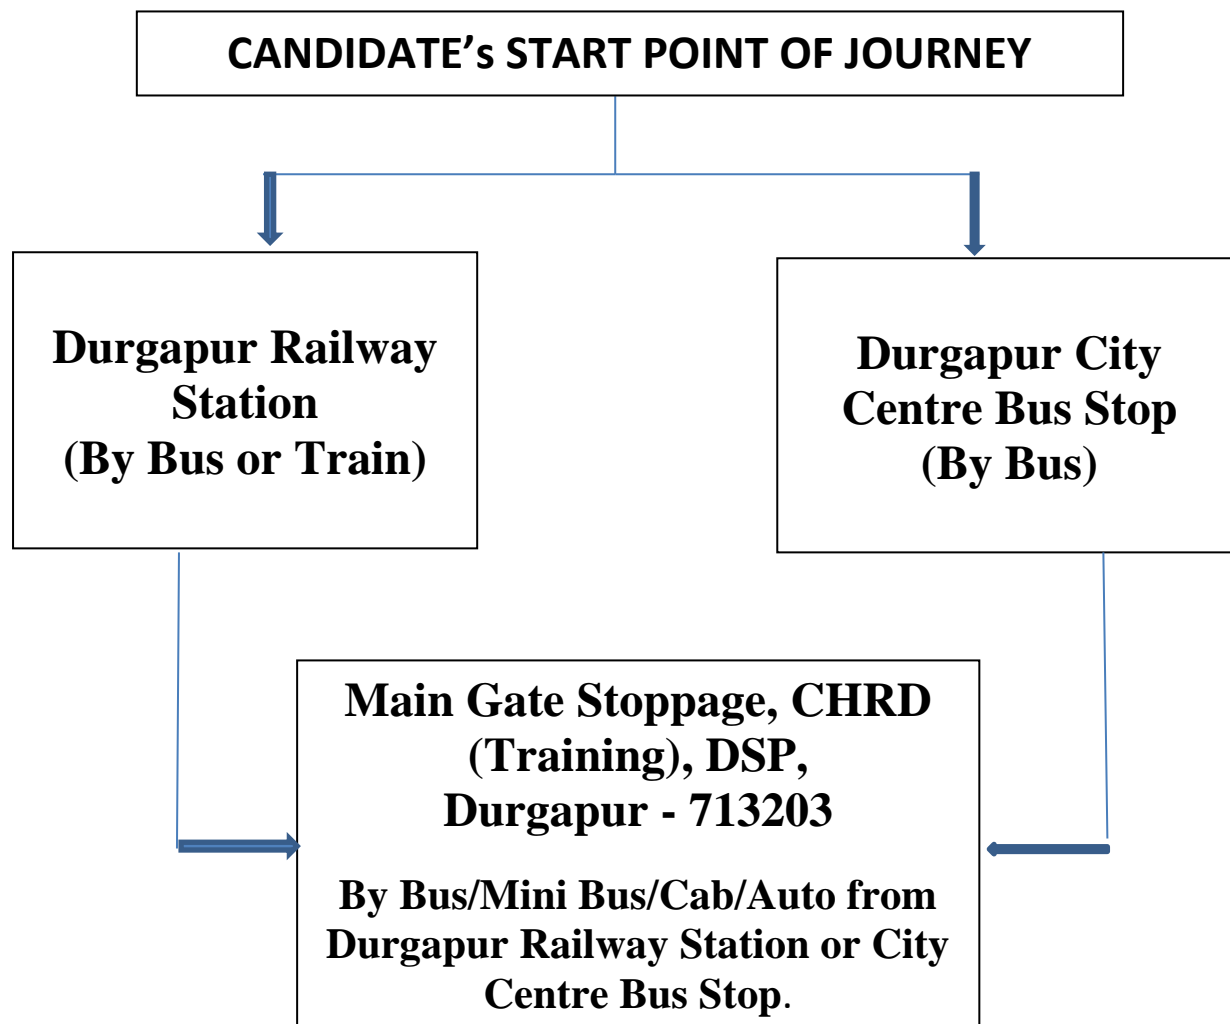 CANDIDATE's START POINT OF JOURNEY
Durgapur Railway
Station
(By Bus or Train)
Durgapur City
Centre Bus Stop
(By Bus)
Main Gate Stoppage, CHRD
(Training), DSP,
Durgapur - 713203
By Bus/Mini Bus/Cab/Auto from
Durgapur Railway Station or City
Centre Bus Stop.